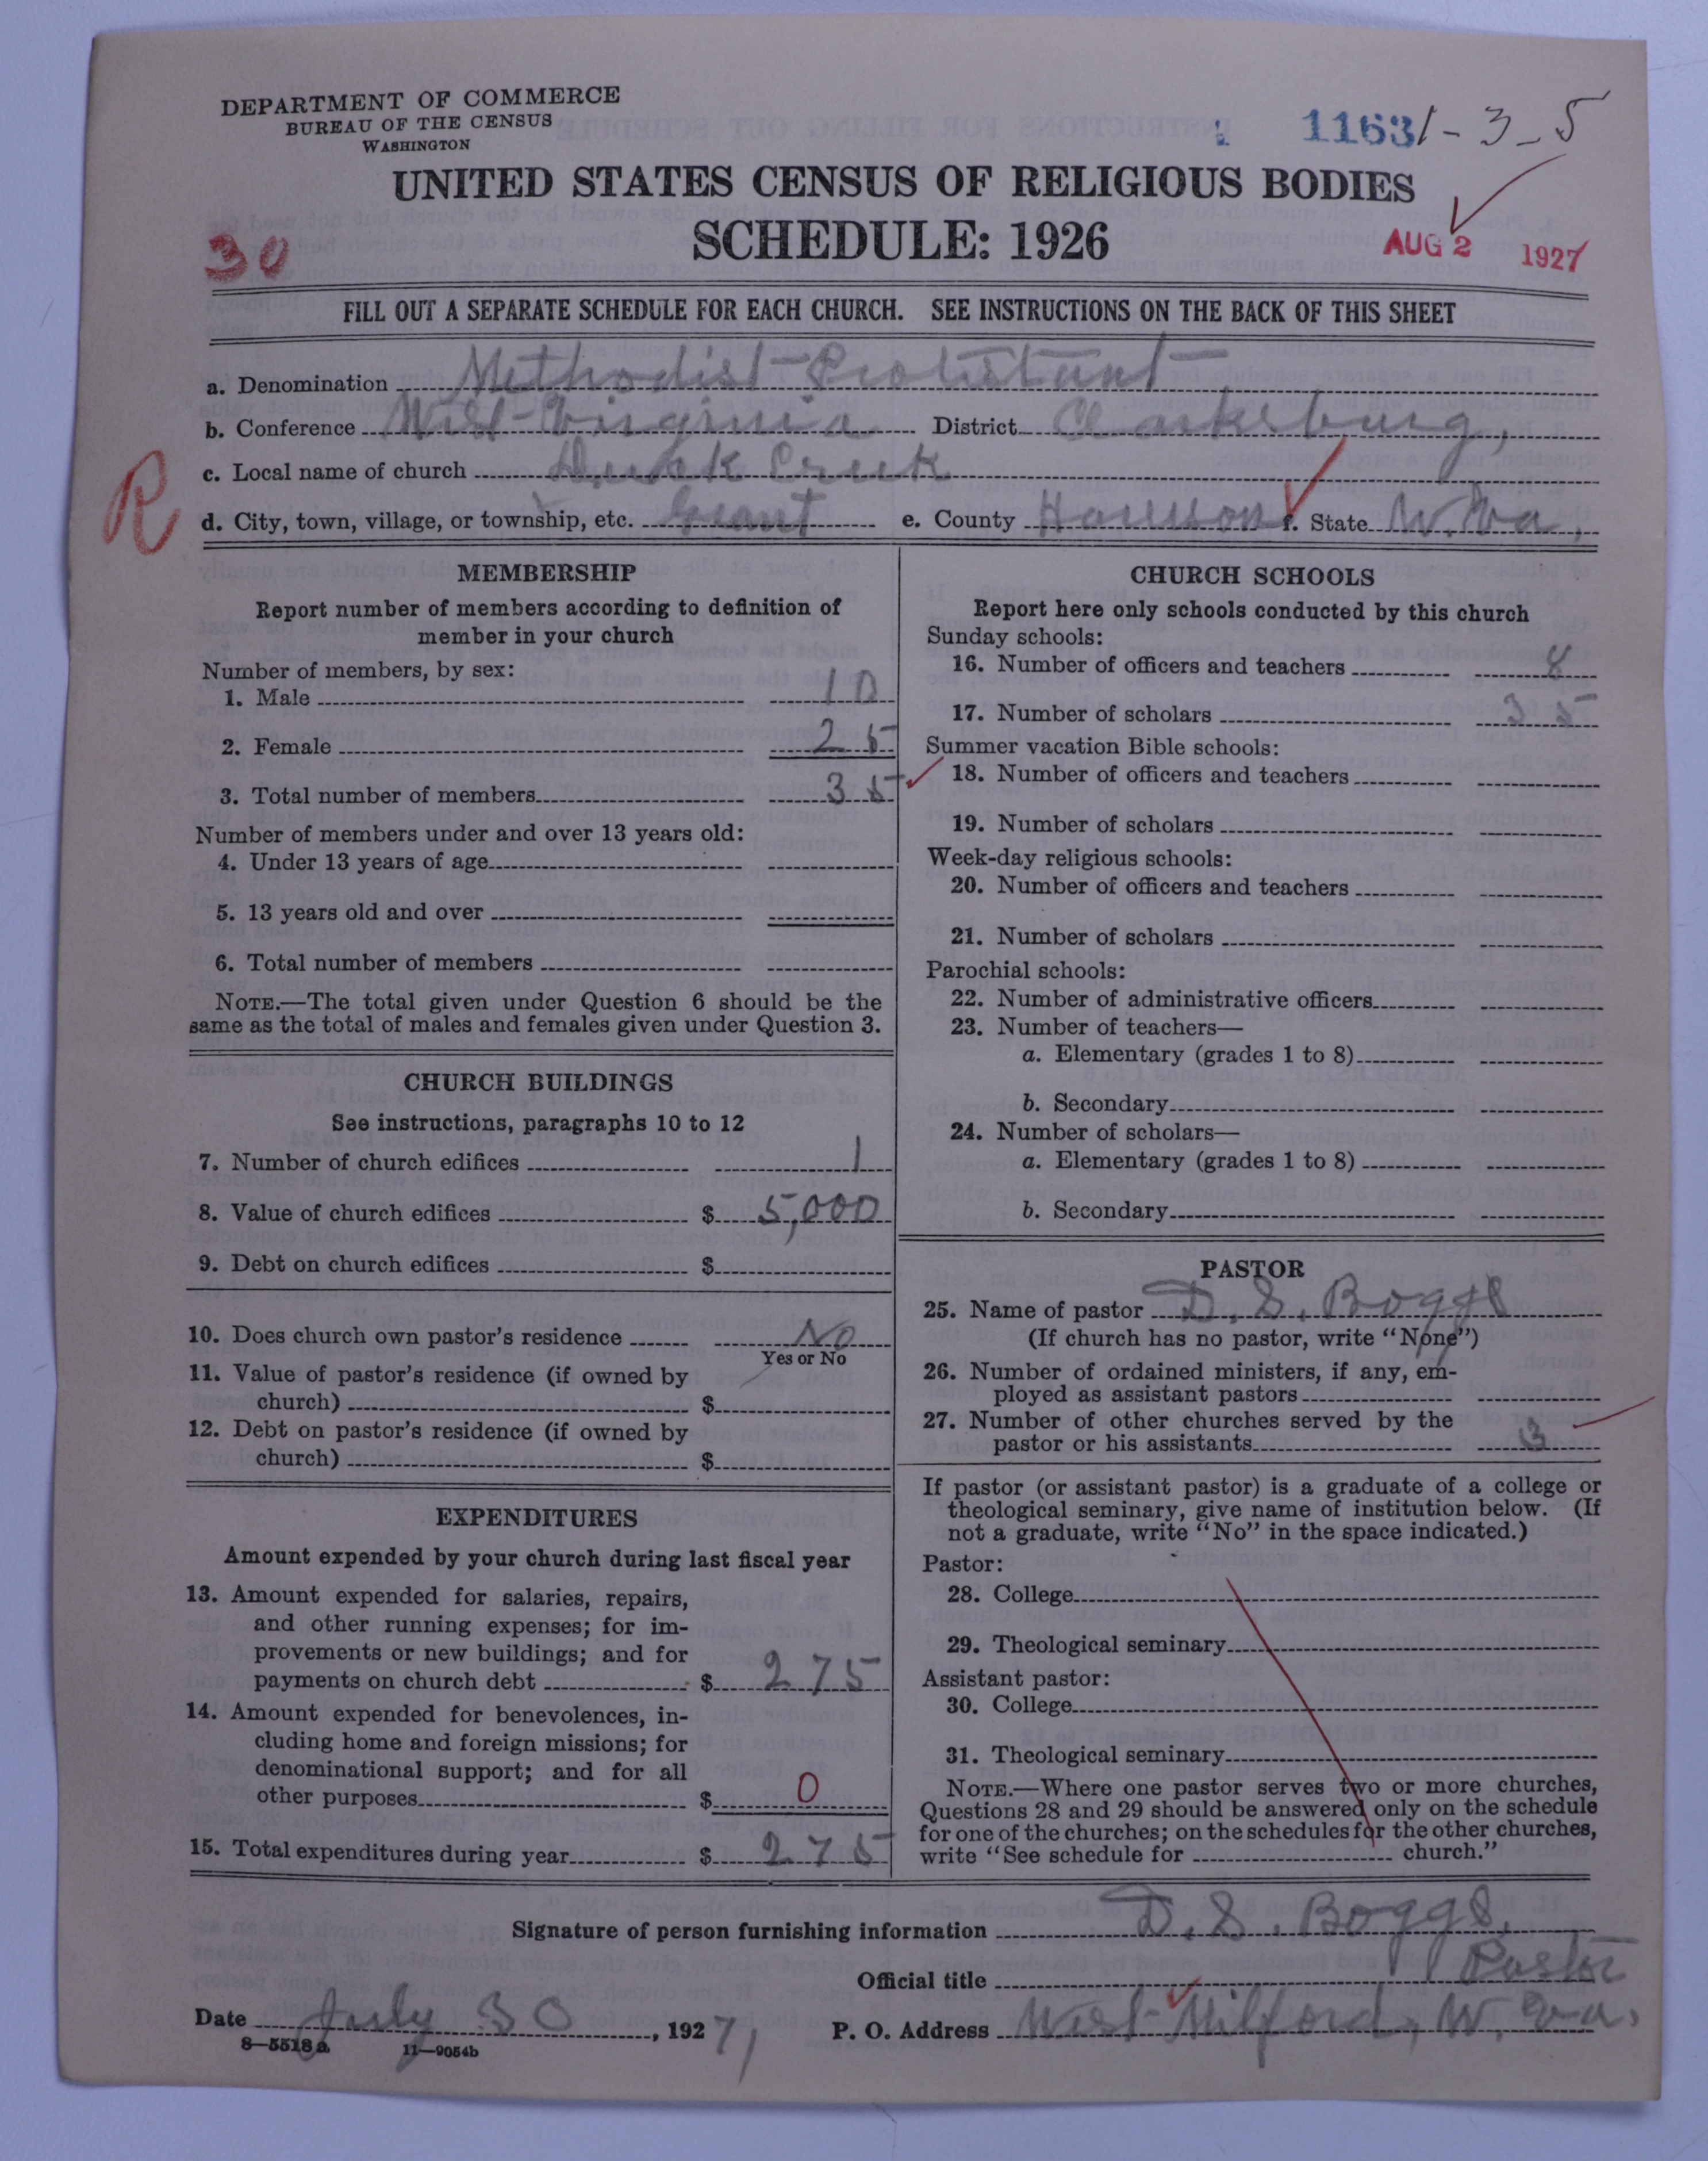 DEPARTMENT OF COMMERCE
BUREAU OF THE CENSUS
WASHINGTON
1163 1-3-5
UNITED STATES CENSUS OF RELIGIOUS BODIES
SCHEDULE: 1926
30
AUG 2 1927
FILL OUT A SEPARATE SCHEDULE FOR EACH CHURCH. SEE INSTRUCTIONS ON THE BACK OF THIS SHEET
a. Denomination Methodist Protestant
b. Conference West Virginia District Clarksburg,
c. Local name of church Duck Creek
R
d. City, town, village, or township, etc. Grant e. County Harrison f. State W. Va,
MEMBERSHIP
Report number of members according to definition of
member in your church
Number of members, by sex:
1. Male 10
2. Female 25
3. Total number of members 35
Number of members under and over 13 years old:
4. Under 13 years of age
5. 13 years old and over
6. Total number of members
NOTE.—The total given under Question 6 should be the
same as the total of males and females given under Question 3.
CHURCH BUILDINGS
See instructions, paragraphs 10 to 12
7. Number of church edifices 1
8. Value of church edifices $ 5,000
9. Debt on church edifices $
10. Does church own pastor's residence No
Yes or No
11. Value of pastor's residence (if owned by
church) $
12. Debt on pastor's residence (if owned by
church) $
EXPENDITURES
Amount expended by your church during last fiscal year
13. Amount expended for salaries, repairs,
and other running expenses; for im-
provements or new buildings; and for
payments on church debt $ 275
14. Amount expended for benevolences, in-
cluding home and foreign missions; for
denominational support; and for all
other purposes $ 0
15. Total expenditures during year $ 275
CHURCH SCHOOLS
Report here only schools conducted by this church
Sunday schools:
16. Number of officers and teachers 8
17. Number of scholars 35
Summer vacation Bible schools:
18. Number of officers and teachers
19. Number of scholars
Week-day religious schools:
20. Number of officers and teachers
21. Number of scholars
Parochial schools:
22. Number of administrative officers
23. Number of teachers—
a. Elementary (grades 1 to 8)
b. Secondary
24. Number of scholars—
a. Elementary (grades 1 to 8)
b. Secondary
PASTOR
25. Name of pastor D. S. Boggs
(If church has no pastor, write "None")
26. Number of ordained ministers, if any, em-
ployed as assistant pastors
27. Number of other churches served by the
pastor or his assistants 3
If pastor (or assistant pastor) is a graduate of a college or
theological seminary, give name of institution below. (If
not a graduate, write "No" in the space indicated.)
Pastor:
28. College
29. Theological seminary
Assistant pastor:
30. College
31. Theological seminary
NOTE.—Where one pastor serves two or more churches,
Questions 28 and 29 should be answered only on the schedule
for one of the churches; on the schedules for the other churches,
write "See schedule for church."
Signature of person furnishing information D. S. Boggs,
Official title Pastor
Date July 30, 1927, P. O. Address West Milford, W. Va.
8—5518a 11—9054b